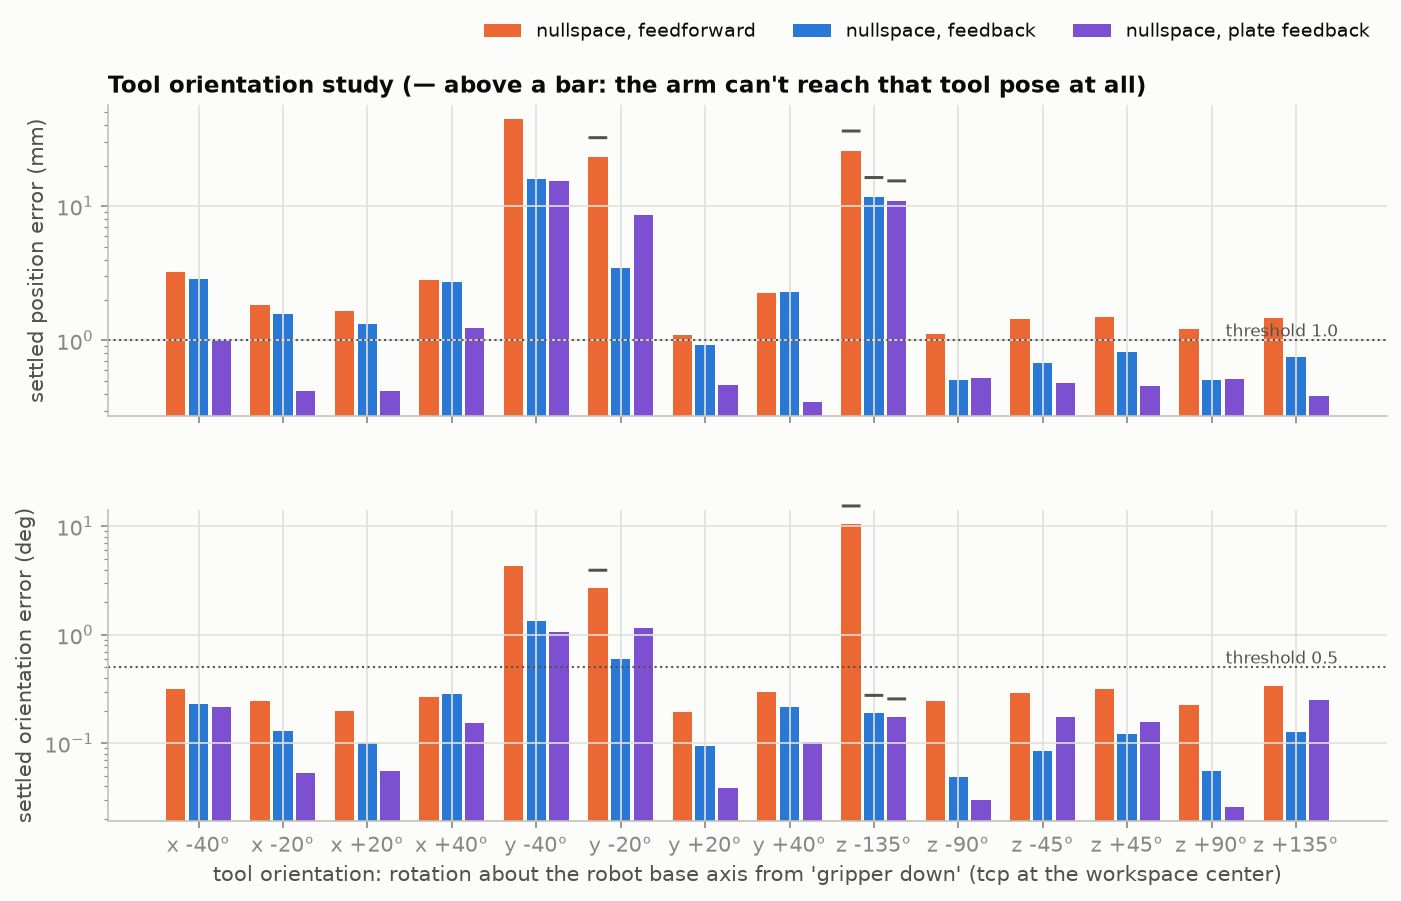 nullspace, feedforward
nullspace, feedback
nullspace, plate feedback
Tool orientation study (— above a bar: the arm can't reach that tool pose at all)
settled position error (mm)
10¹
10⁰
threshold 1.0
settled orientation error (deg)
10¹
10⁰
10⁻¹
threshold 0.5
x -40° x -20° x +20° x +40° y -40° y -20° y +20° y +40° z -135° z -90° z -45° z +45° z +90° z +135°
tool orientation: rotation about the robot base axis from 'gripper down' (tcp at the workspace center)